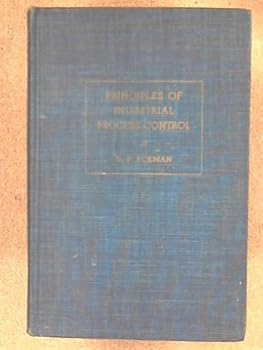 PRINCIPLES OF
INDUSTRIAL
PROCESS CONTROL
D. P. ECKMAN